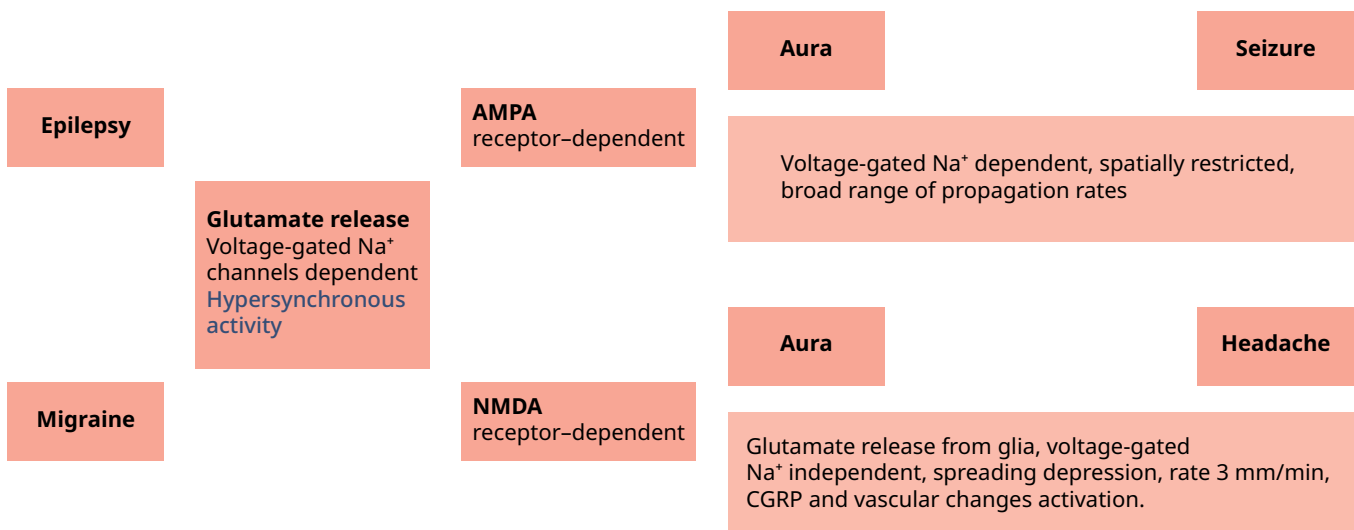 Epilepsy
Glutamate release
Voltage-gated Na⁺
channels dependent
Hypersynchronous
activity
Migraine
AMPA
receptor–dependent
NMDA
receptor–dependent
Aura
Seizure
Voltage-gated Na⁺ dependent, spatially restricted,
broad range of propagation rates
Aura
Headache
Glutamate release from glia, voltage-gated
Na⁺ independent, spreading depression, rate 3 mm/min,
CGRP and vascular changes activation.